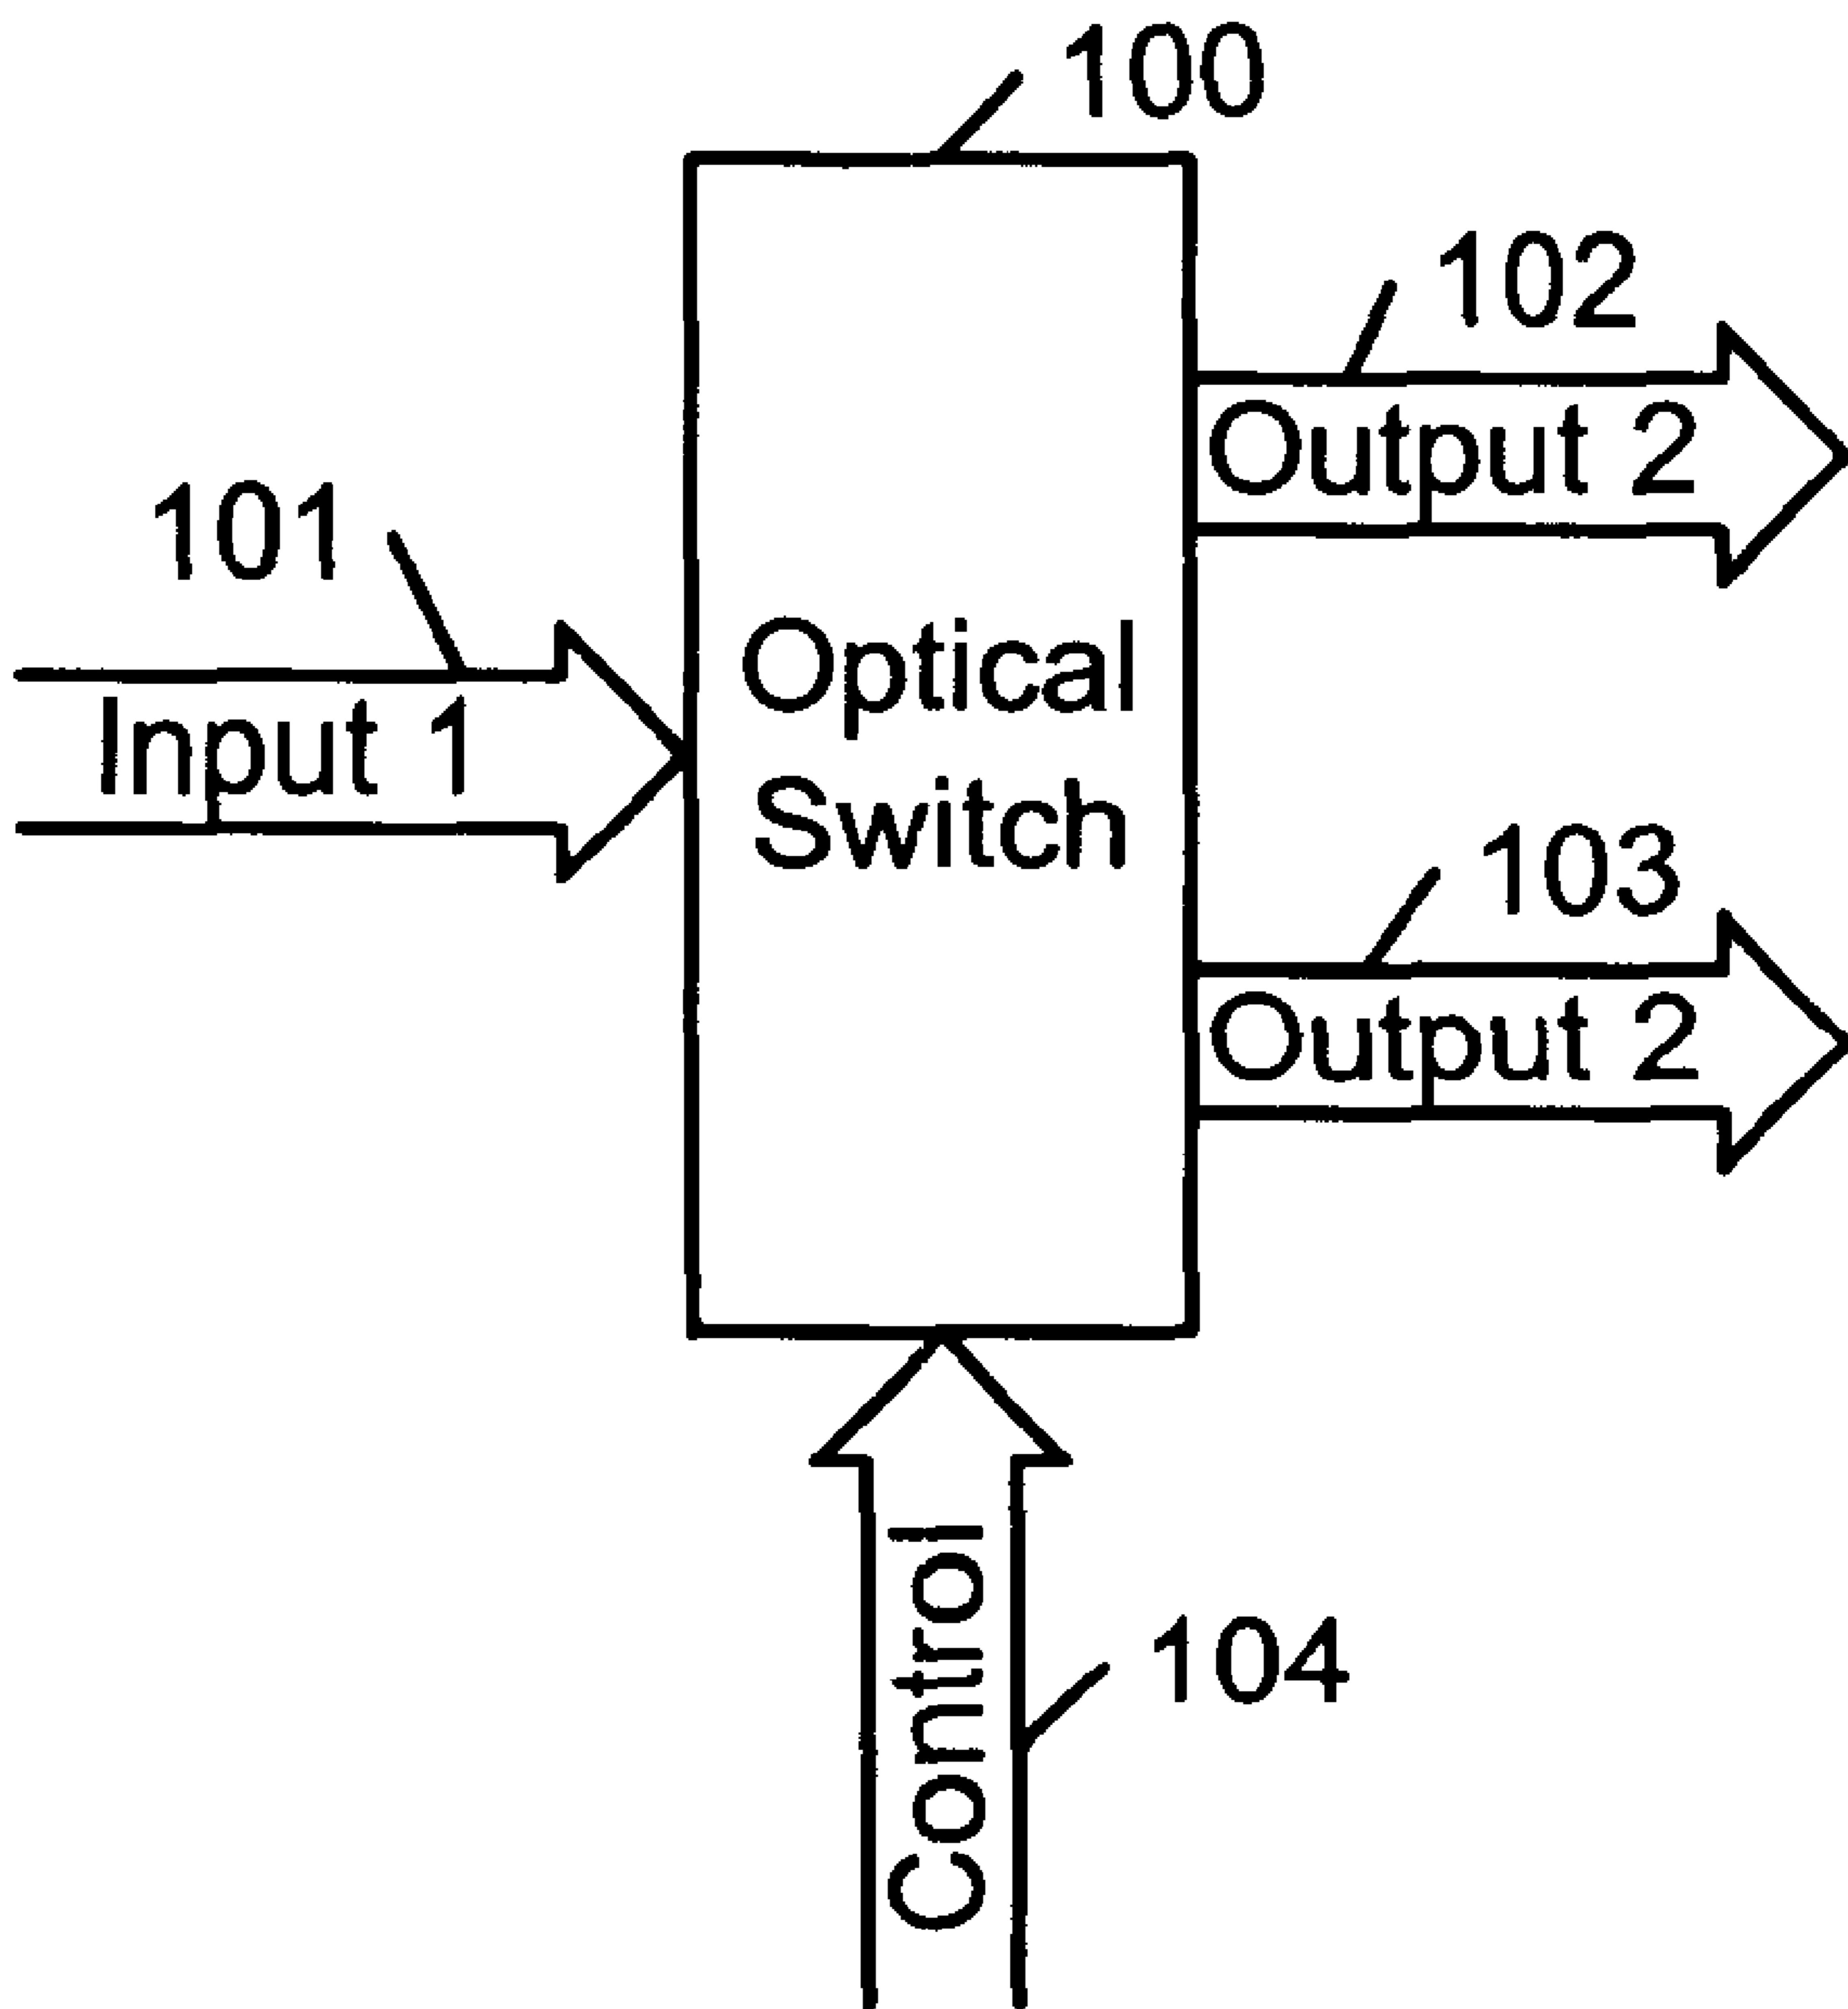 100
102
Output 2
101
Input 1
Optical
Switch
103
Output 2
Control
104